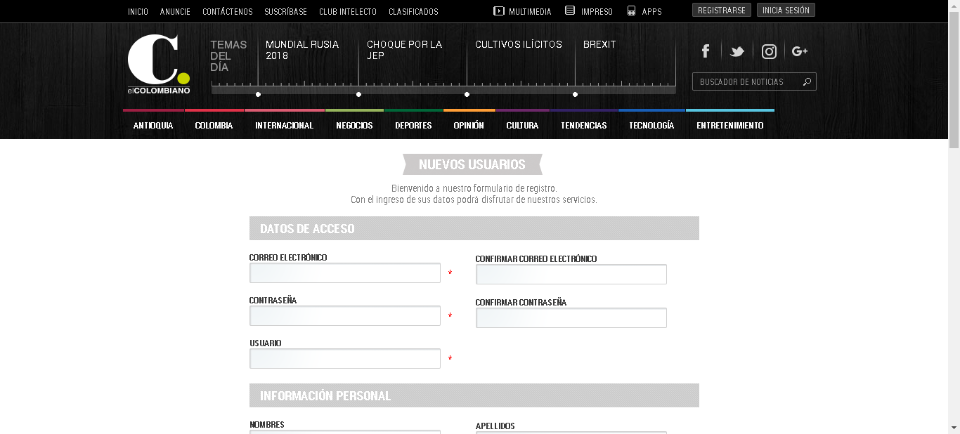 INICIO ANUNCIE CONTÁCTENOS SUSCRÍBASE CLUB INTELECTO CLASIFICADOS MULTIMEDIA IMPRESO APPS REGISTRARSE INICIA SESIÓN
C.
elCOLOMBIANO
TEMAS
DEL
DÍA
MUNDIAL RUSIA
2018
CHOQUE POR LA
JEP
CULTIVOS ILÍCITOS
BREXIT
BUSCADOR DE NOTICIAS
ANTIOQUIA COLOMBIA INTERNACIONAL NEGOCIOS DEPORTES OPINIÓN CULTURA TENDENCIAS TECNOLOGÍA ENTRETENIMIENTO
NUEVOS USUARIOS
Bienvenido a nuestro formulario de registro.
Con el ingreso de sus datos podrá disfrutar de nuestros servicios.
DATOS DE ACCESO
CORREO ELECTRÓNICO
*
CONFIRMAR CORREO ELECTRÓNICO
CONTRASEÑA
*
CONFIRMAR CONTRASEÑA
USUARIO
*
INFORMACIÓN PERSONAL
NOMBRES
APELLIDOS